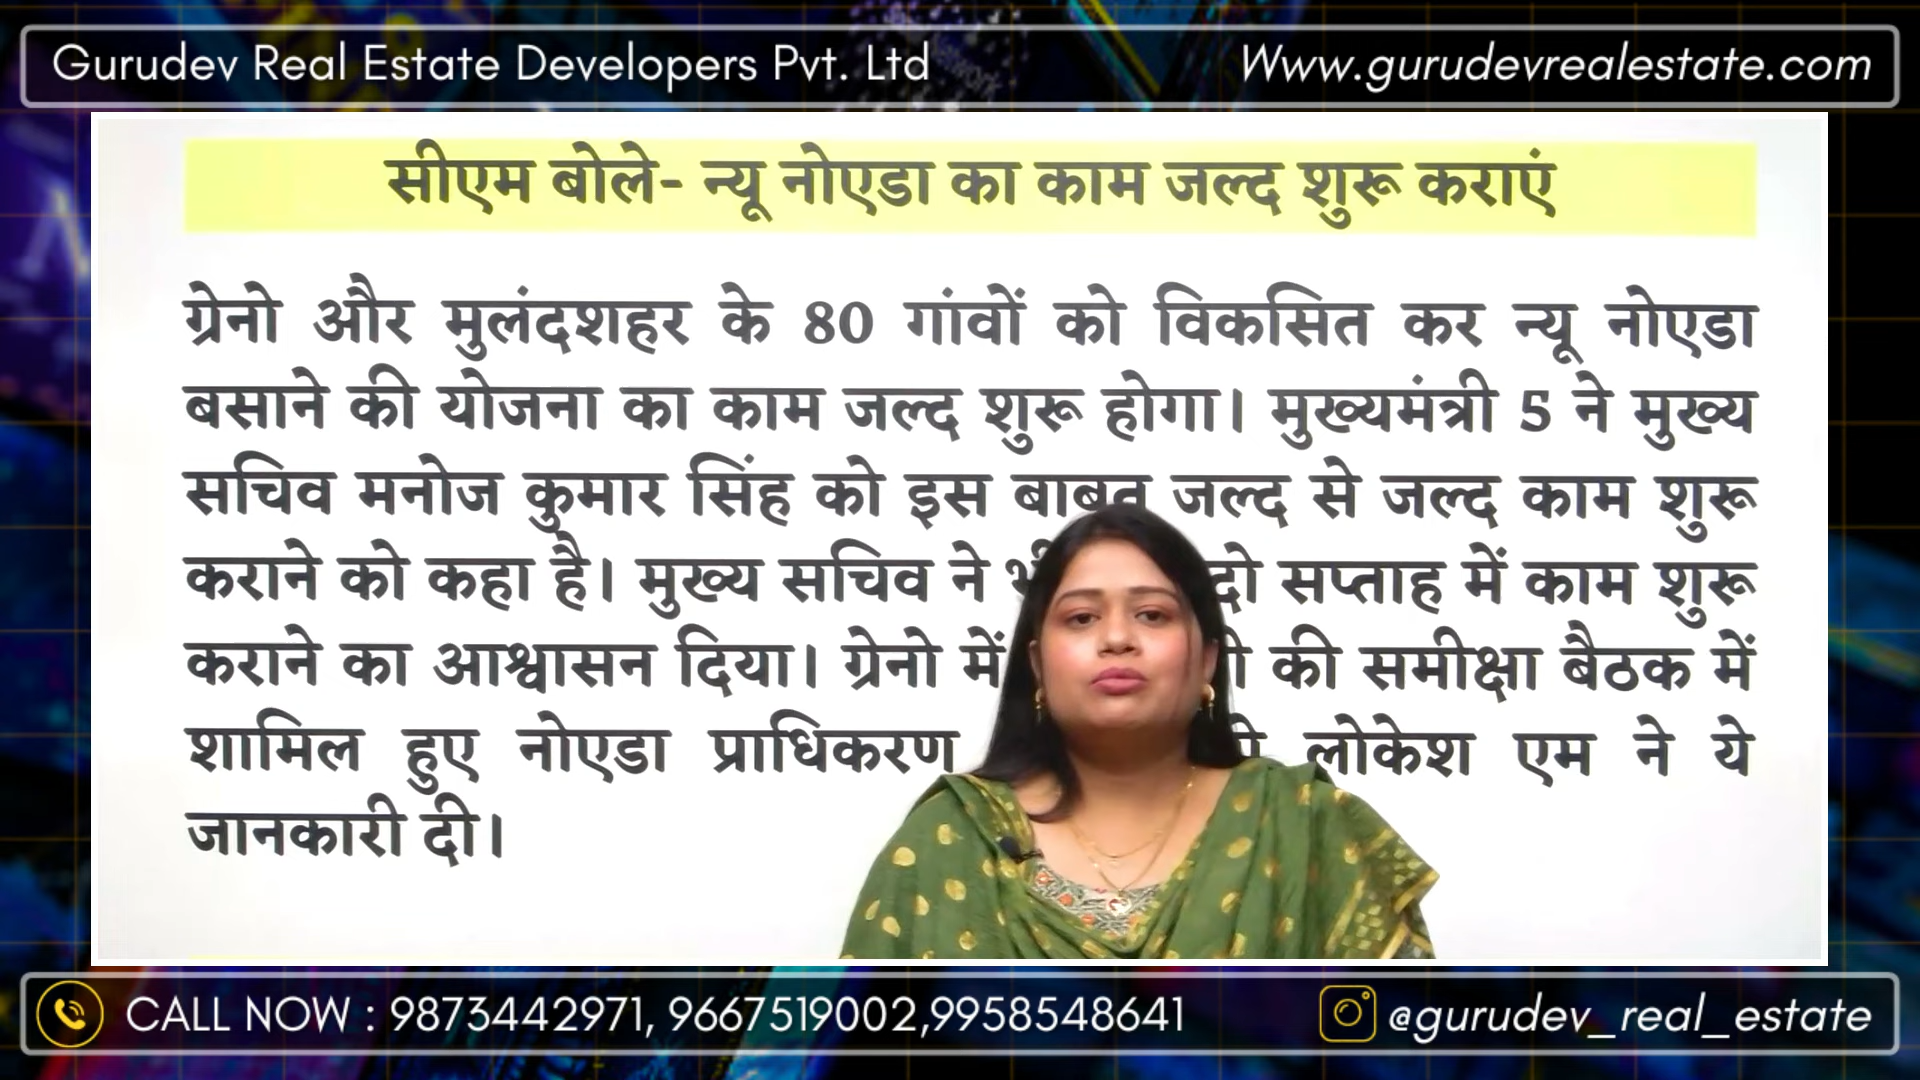 Gurudev Real Estate Developers Pvt. Ltd
Www.gurudevrealestate.com
सीएम बोले- न्यू नोएडा का काम जल्द शुरू कराएं
ग्रेनो और मुलंदशहर के 80 गांवों को विकसित कर न्यू नोएडा
बसाने की योजना का काम जल्द शुरू होगा। मुख्यमंत्री 5 ने मुख्य
सचिव मनोज कुमार सिंह को इस बाबत जल्द से जल्द काम शुरू
कराने को कहा है। मुख्य सचिव ने दो सप्ताह में काम शुरू
कराने का आश्वासन दिया। ग्रेनो में की समीक्षा बैठक में
शामिल हुए नोएडा प्राधिकरण लोकेश एम ने ये
जानकारी दी।
CALL NOW : 9873442971, 9667519002,9958548641
@gurudev_real_estate